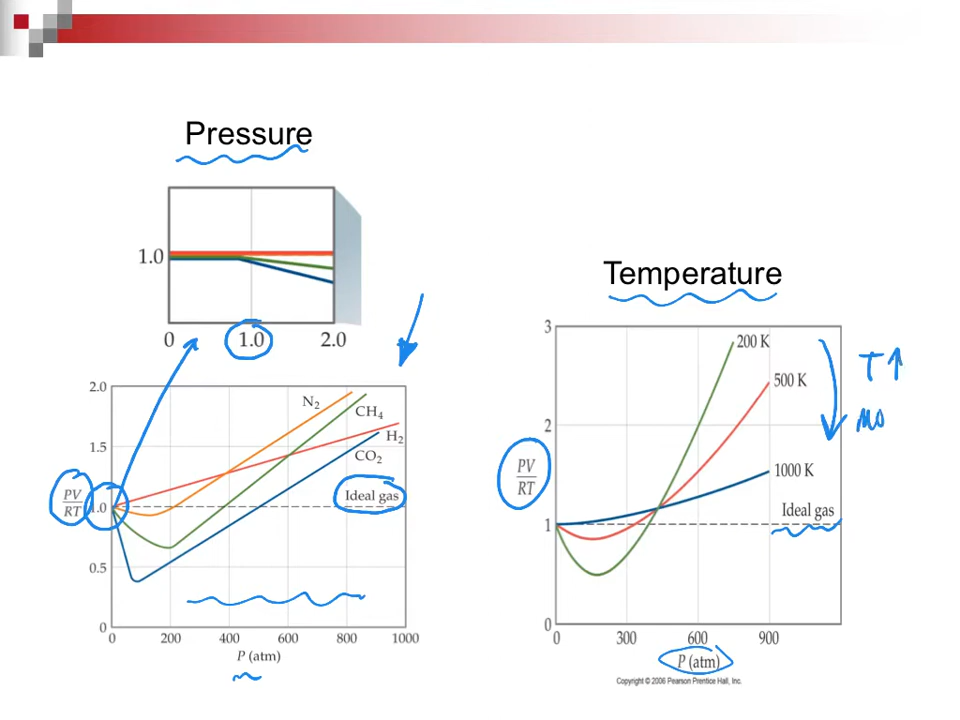 Pressure
1.0
0 1.0 2.0
2.0
1.5
1.0
0.5
0
PV
RT
N₂
CH₄
H₂
CO₂
Ideal gas
0 200 400 600 800 1000
P (atm)
Temperature
3
2
1
0
PV
RT
200 K
500 K
1000 K
Ideal gas
0 300 600 900
P (atm)
T↑
Copyright © 2006 Pearson Prentice Hall, Inc.